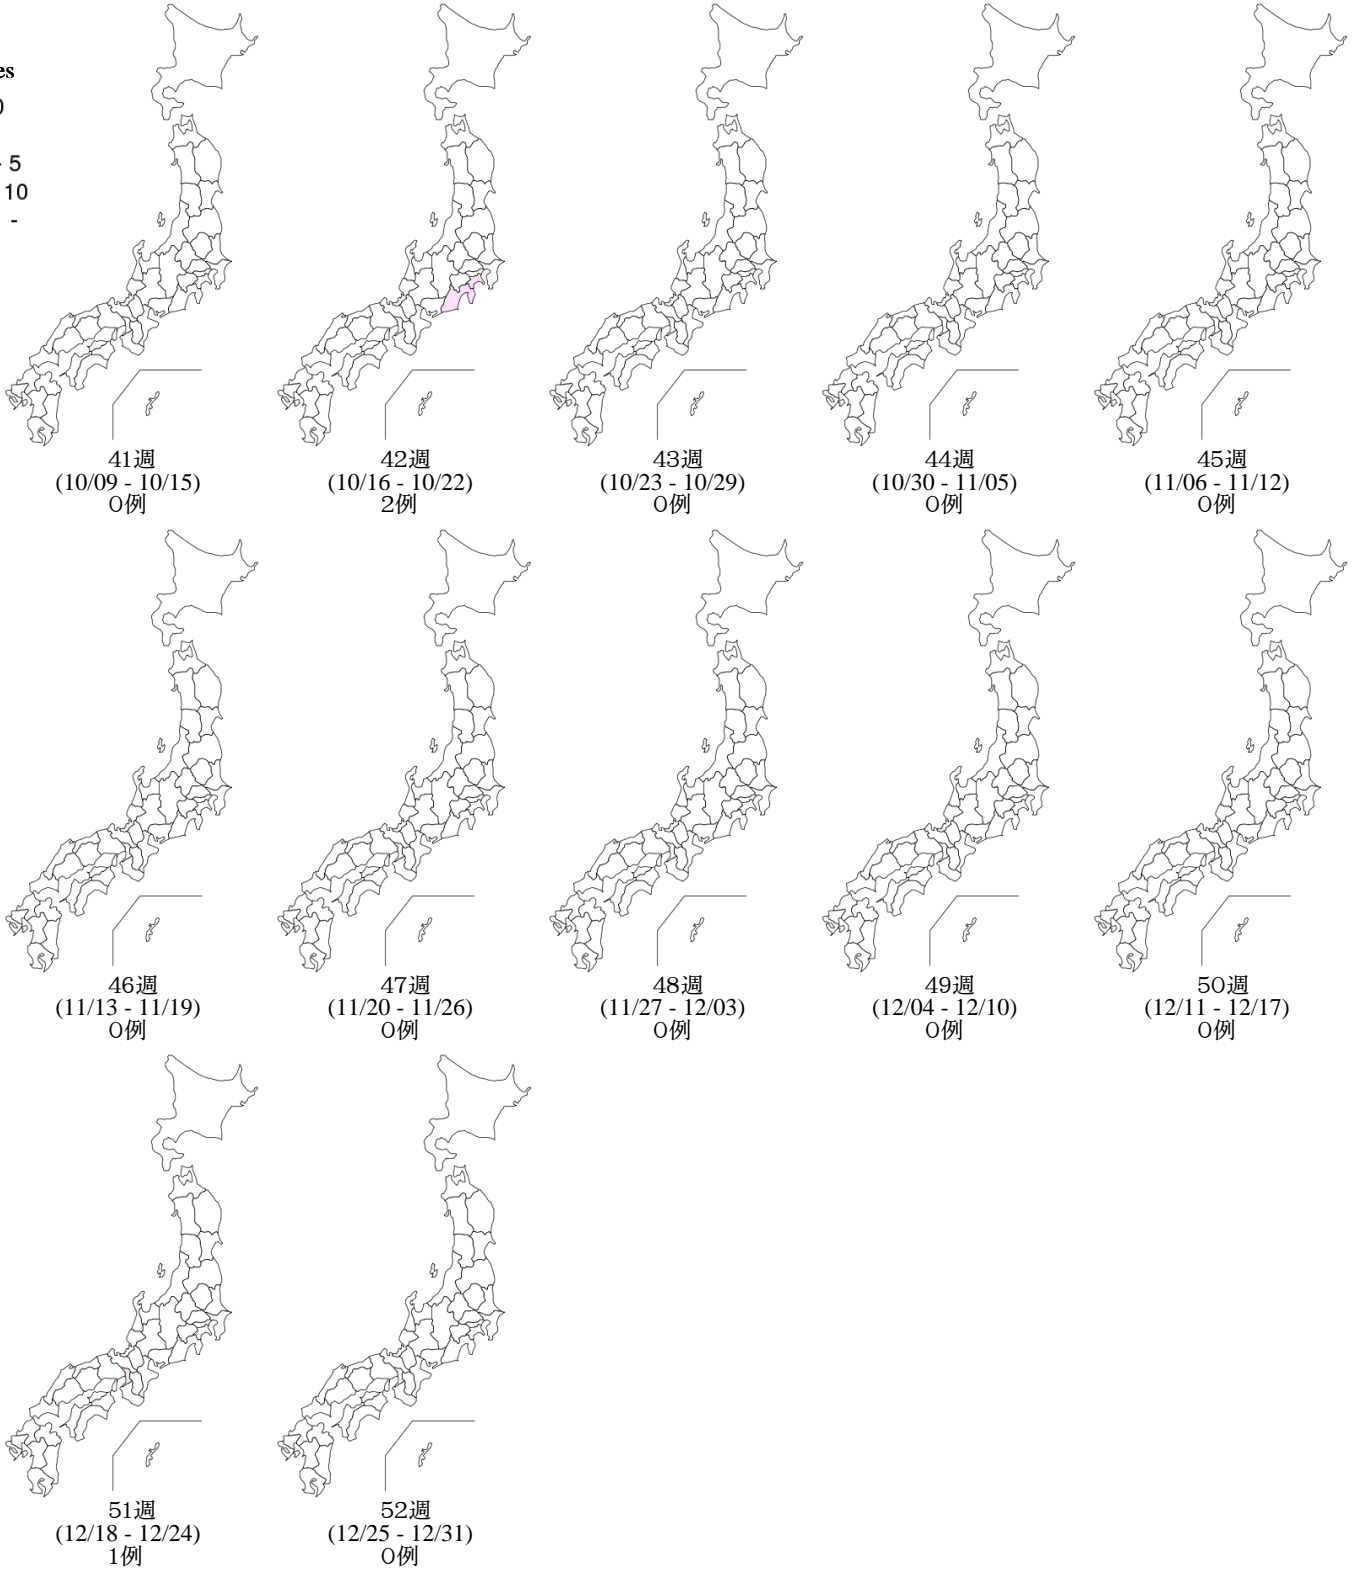 es
0
- 5
10
-
41週
(10/09 - 10/15)
0例
42週
(10/16 - 10/22)
2例
43週
(10/23 - 10/29)
0例
44週
(10/30 - 11/05)
0例
45週
(11/06 - 11/12)
0例
46週
(11/13 - 11/19)
0例
47週
(11/20 - 11/26)
0例
48週
(11/27 - 12/03)
0例
49週
(12/04 - 12/10)
0例
50週
(12/11 - 12/17)
0例
51週
(12/18 - 12/24)
1例
52週
(12/25 - 12/31)
0例